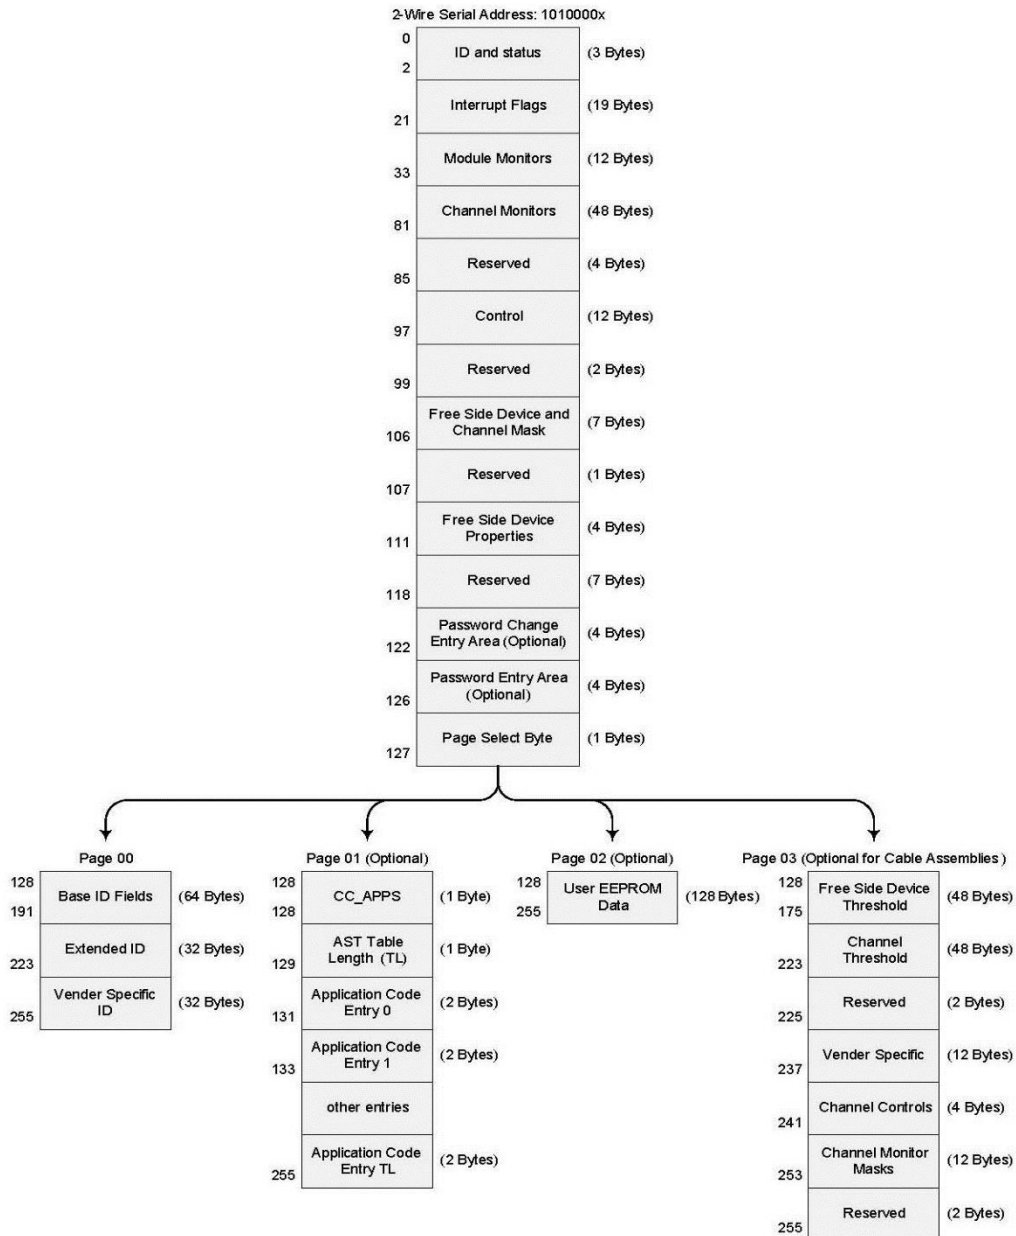 2-Wire Serial Address: 1010000x
0
2
ID and status
(3 Bytes)
21
Interrupt Flags
(19 Bytes)
33
Module Monitors
(12 Bytes)
81
Channel Monitors
(48 Bytes)
85
Reserved
(4 Bytes)
97
Control
(12 Bytes)
99
Reserved
(2 Bytes)
106
Free Side Device and
Channel Mask
(7 Bytes)
107
Reserved
(1 Bytes)
111
Free Side Device
Properties
(4 Bytes)
118
Reserved
(7 Bytes)
122
Password Change
Entry Area (Optional)
(4 Bytes)
126
Password Entry Area
(Optional)
(4 Bytes)
127
Page Select Byte
(1 Bytes)
Page 00
128
191
Base ID Fields
(64 Bytes)
223
Extended ID
(32 Bytes)
255
Vender Specific
ID
(32 Bytes)
Page 01 (Optional)
128
128
CC_APPS
(1 Byte)
129
AST Table
Length (TL)
(1 Byte)
131
Application Code
Entry 0
(2 Bytes)
133
Application Code
Entry 1
(2 Bytes)
other entries
255
Application Code
Entry TL
(2 Bytes)
Page 02 (Optional)
128
255
User EEPROM
Data
(128 Bytes)
Page 03 (Optional for Cable Assemblies)
128
175
Free Side Device
Threshold
(48 Bytes)
223
Channel
Threshold
(48 Bytes)
225
Reserved
(2 Bytes)
237
Vender Specific
(12 Bytes)
241
Channel Controls
(4 Bytes)
253
Channel Monitor
Masks
(12 Bytes)
255
Reserved
(2 Bytes)